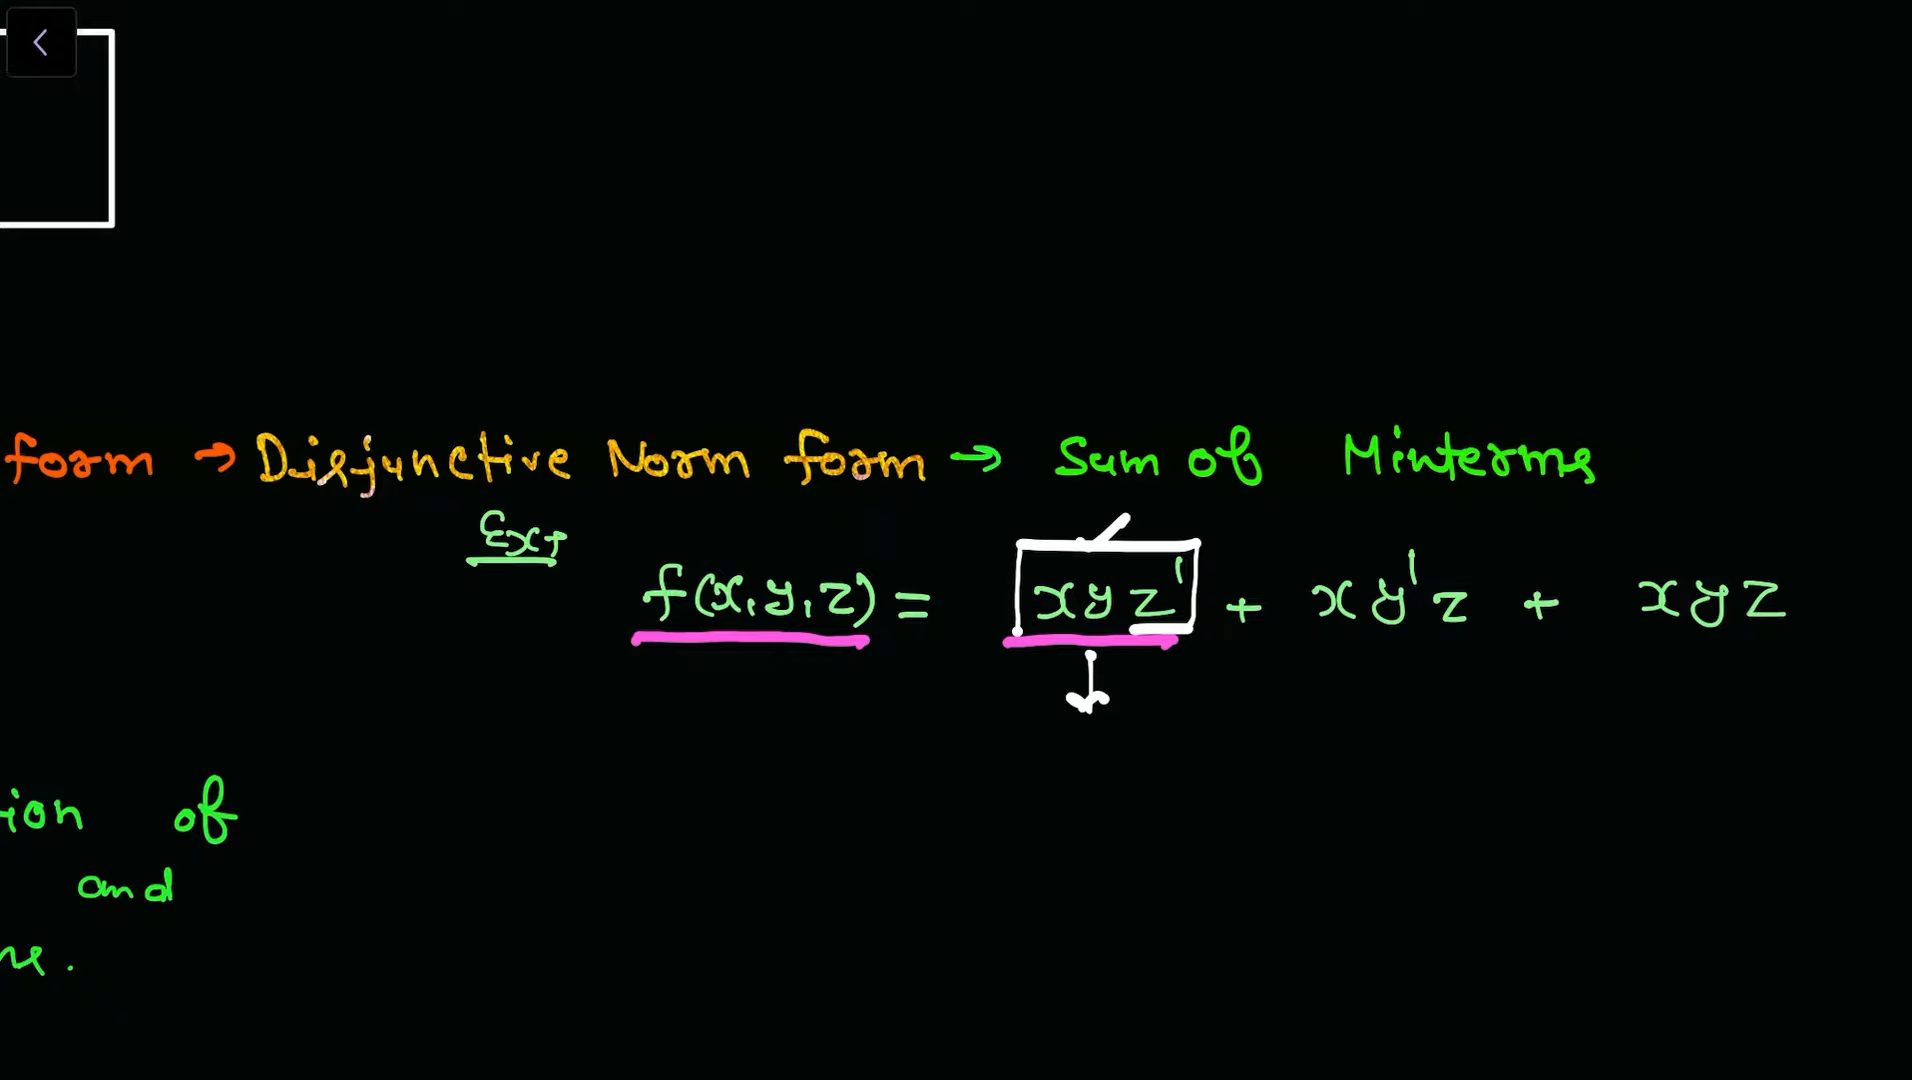 form → Disjunctive Norm form → Sum of Minterms
Ex+
f(x,y,z) = xyz' + xy'z + xyz
ion of
and